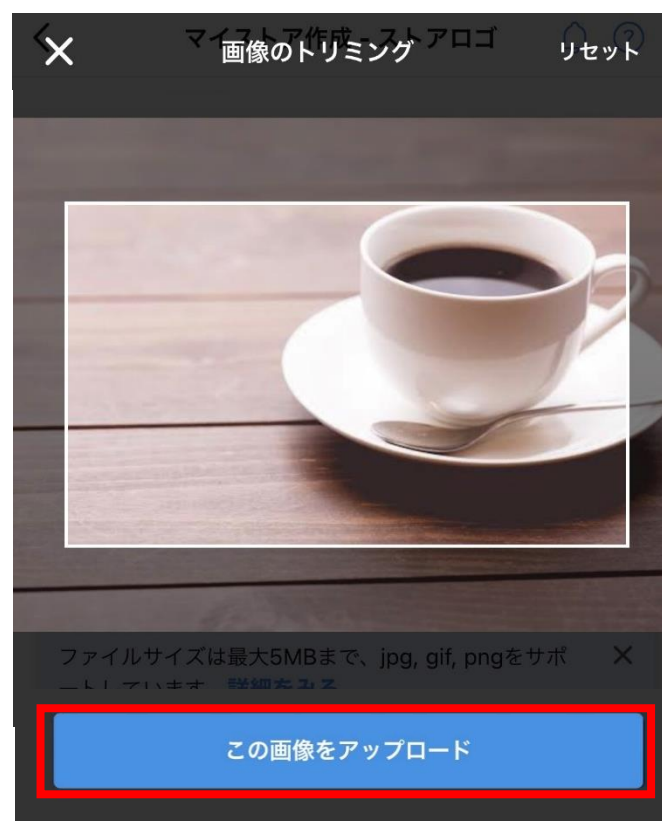 マイストア作成 - ストアロゴ
画像のトリミング
リセット
ファイルサイズは最大5MBまで、jpg, gif, pngをサポ
ートしています。詳細をみる
この画像をアップロード